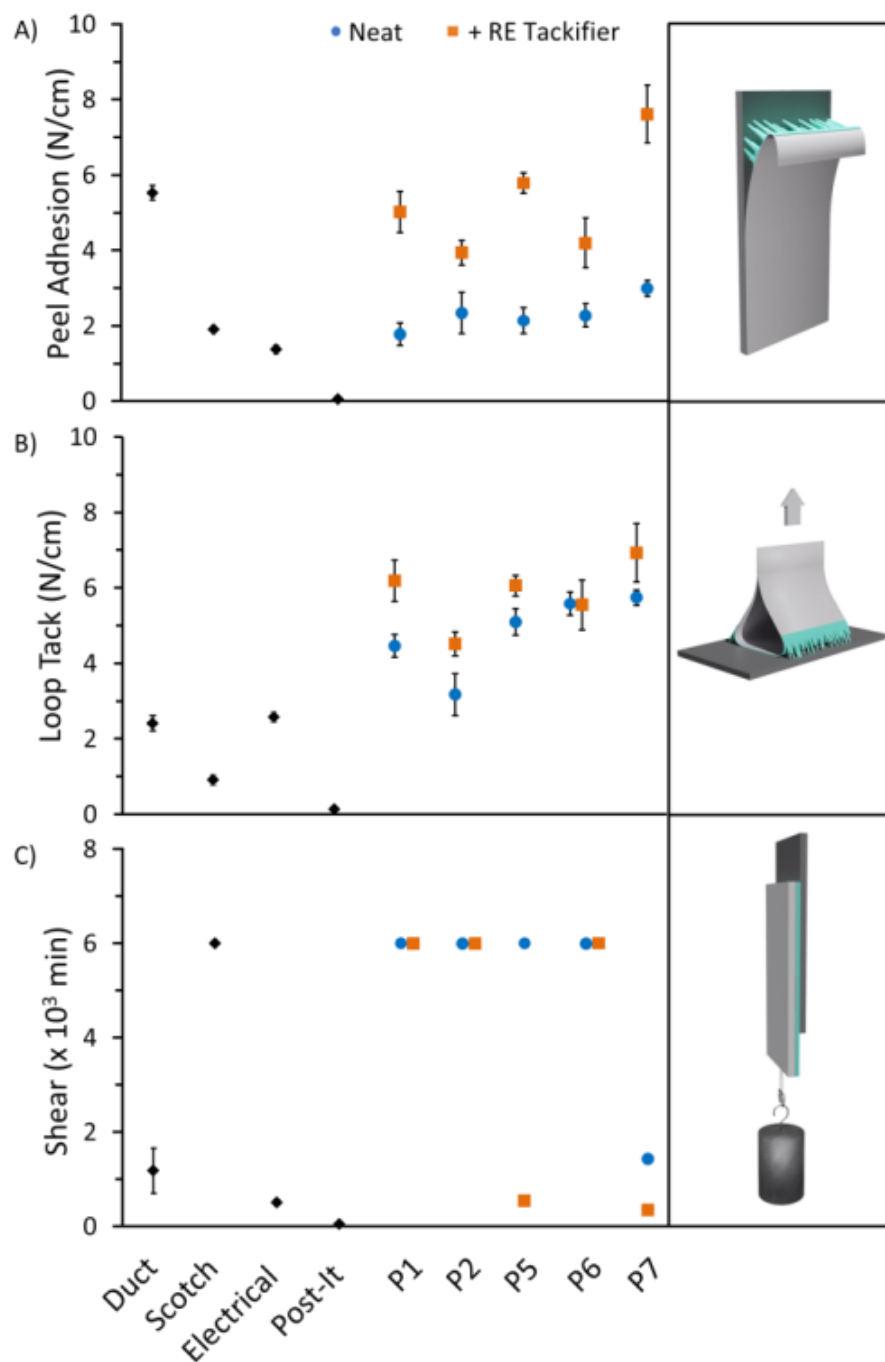 A)
Neat
+ RE Tackifier
Peel Adhesion (N/cm)
10
8
6
4
2
0
B)
Loop Tack (N/cm)
10
8
6
4
2
0
C)
Shear (x 10³ min)
8
6
4
2
0
Duct
Scotch
Electrical
Post-It
P1
P2
P5
P6
P7